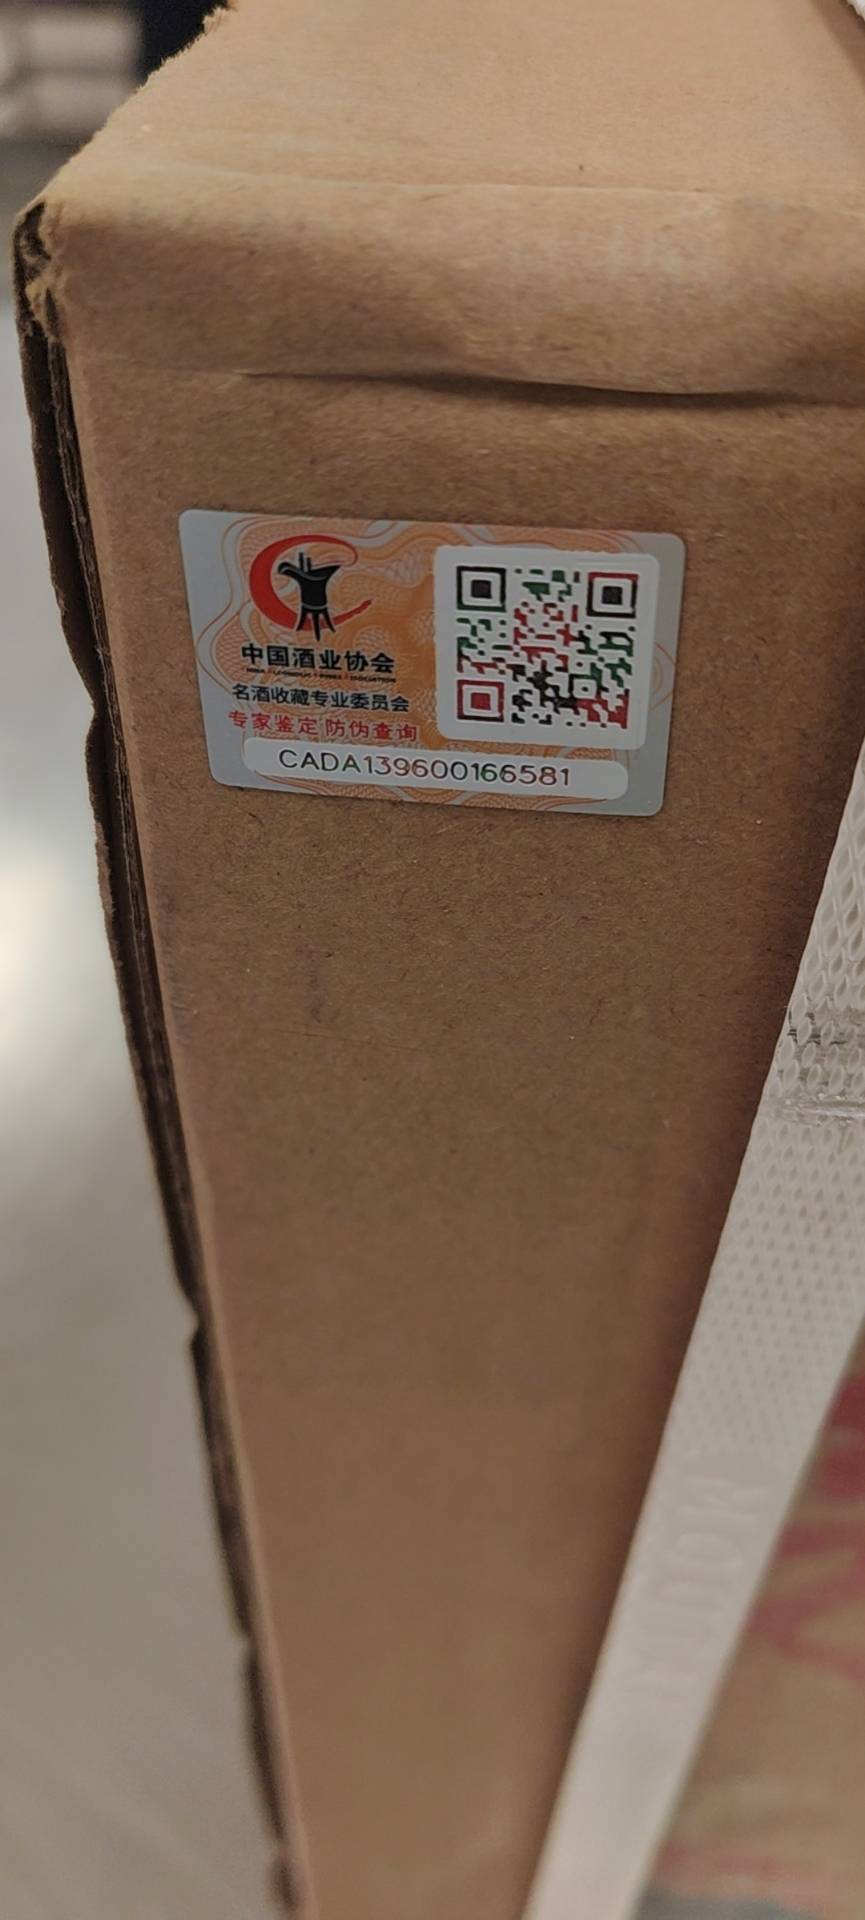 中国酒业协会
名酒收藏专业委员会
专家鉴定 防伪查询
CADA139600166581